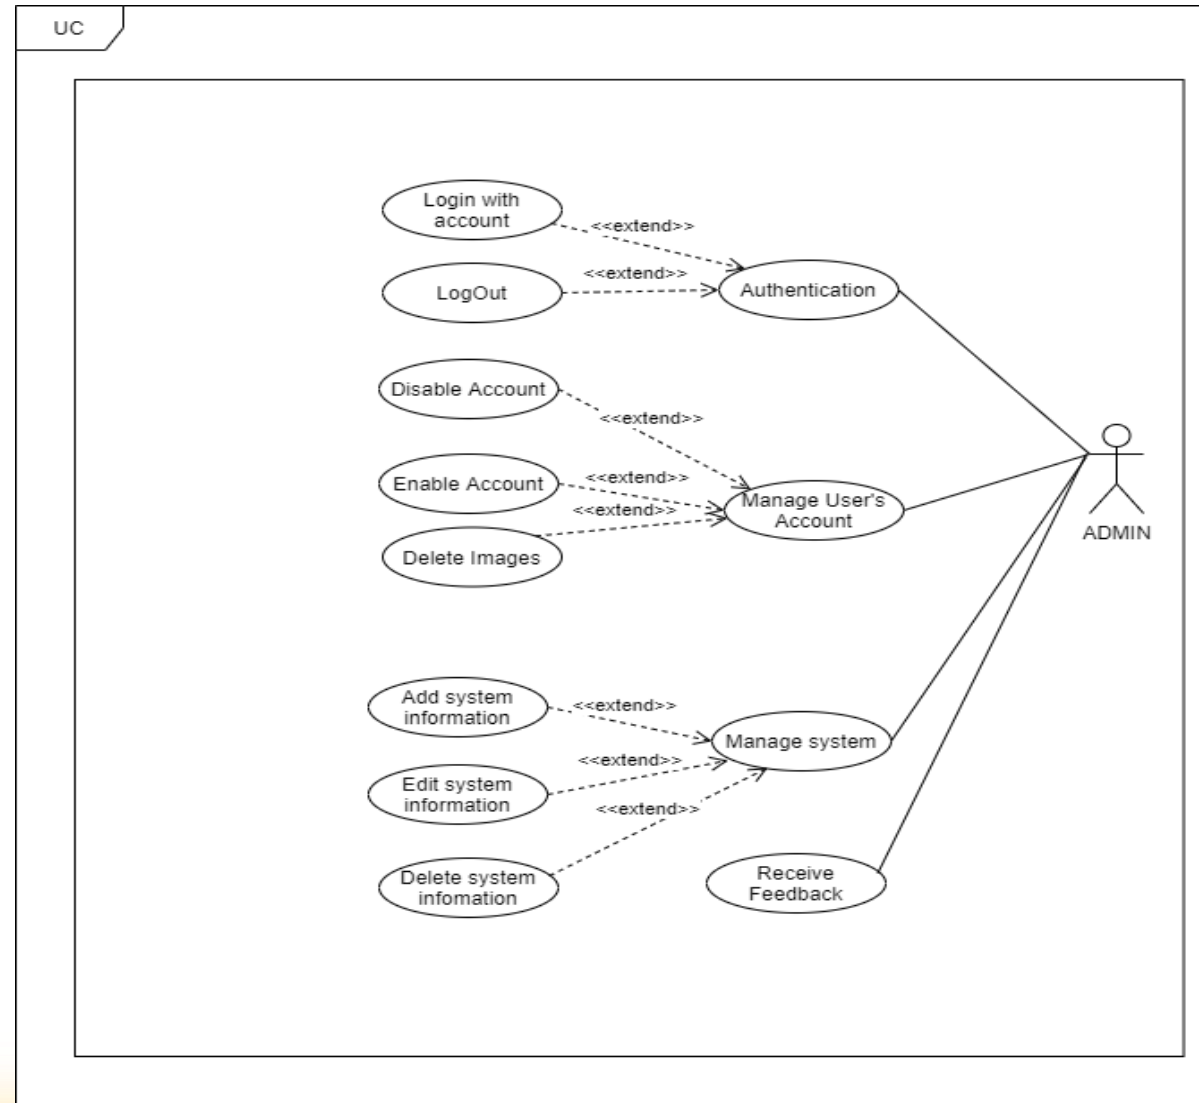 UC
Login with
account
<<extend>>
<<extend>>
LogOut
Authentication
Disable Account
<<extend>>
Enable Account
<<extend>>
<<extend>>
Manage User's
Account
Delete Images
ADMIN
Add system
information
<<extend>>
Manage system
<<extend>>
Edit system
information
<<extend>>
Delete system
infomation
Receive
Feedback